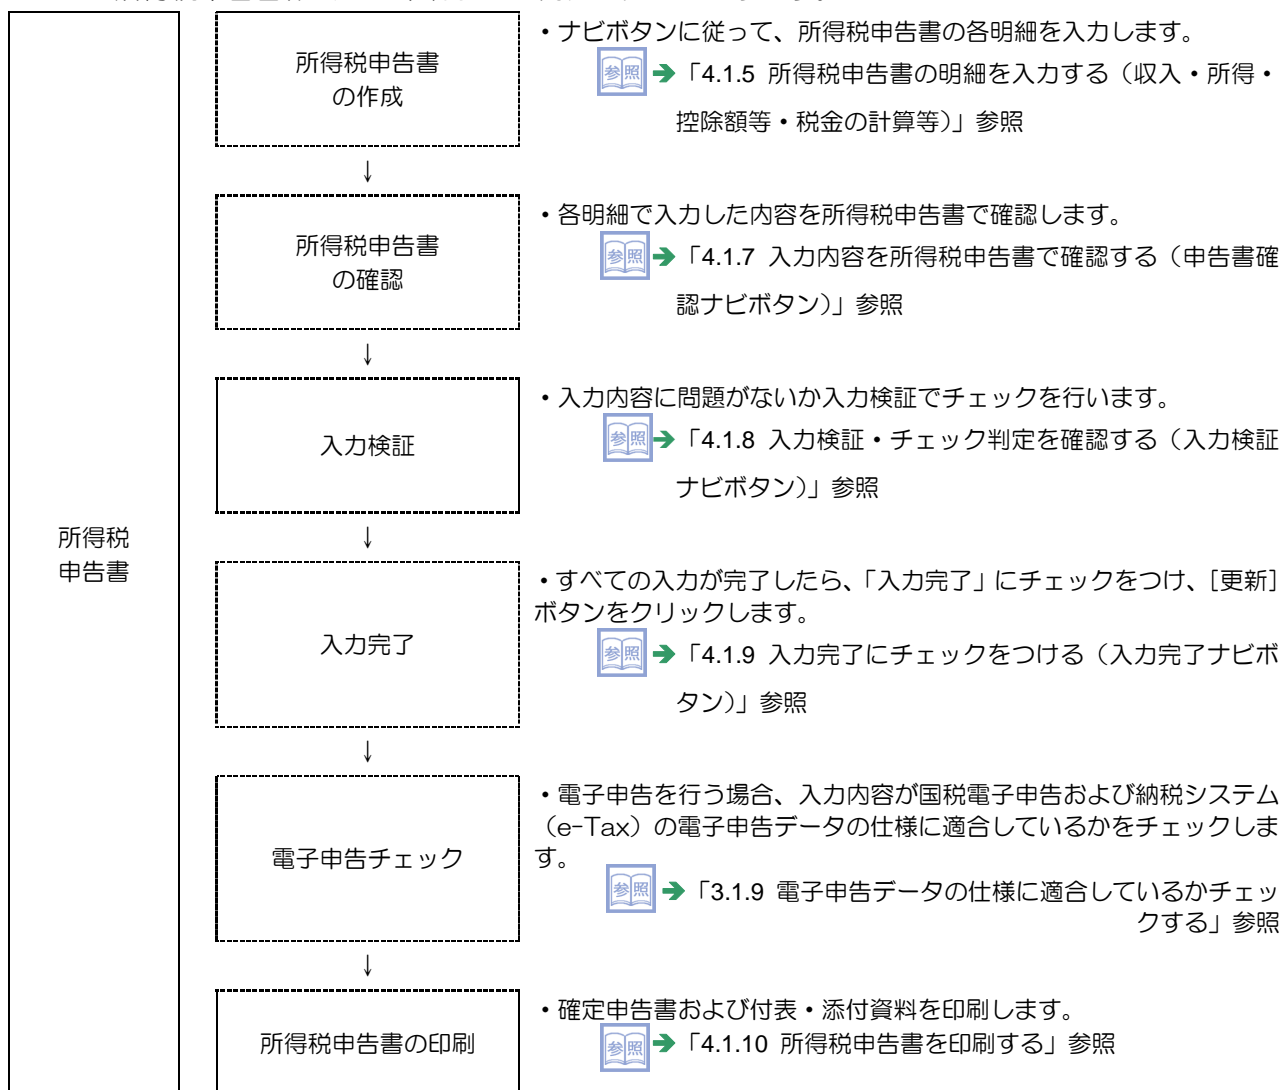 所得税
申告書
所得税申告書
の作成
・ナビボタンに従って、所得税申告書の各明細を入力します。
参照 ➔「4.1.5 所得税申告書の明細を入力する（収入・所得・
控除額等・税金の計算等）」参照
↓
所得税申告書
の確認
・各明細で入力した内容を所得税申告書で確認します。
参照 ➔「4.1.7 入力内容を所得税申告書で確認する（申告書確
認ナビボタン）」参照
↓
入力検証
・入力内容に問題がないか入力検証でチェックを行います。
参照 ➔「4.1.8 入力検証・チェック判定を確認する（入力検証
ナビボタン）」参照
↓
入力完了
・すべての入力が完了したら、「入力完了」にチェックをつけ、［更新］
ボタンをクリックします。
参照 ➔「4.1.9 入力完了にチェックをつける（入力完了ナビボ
タン）」参照
↓
電子申告チェック
・電子申告を行う場合、入力内容が国税電子申告および納税システム
（e-Tax）の電子申告データの仕様に適合しているかをチェックしま
す。
参照 ➔「3.1.9 電子申告データの仕様に適合しているかチェッ
クする」参照
↓
所得税申告書の印刷
・確定申告書および付表・添付資料を印刷します。
参照 ➔「4.1.10 所得税申告書を印刷する」参照